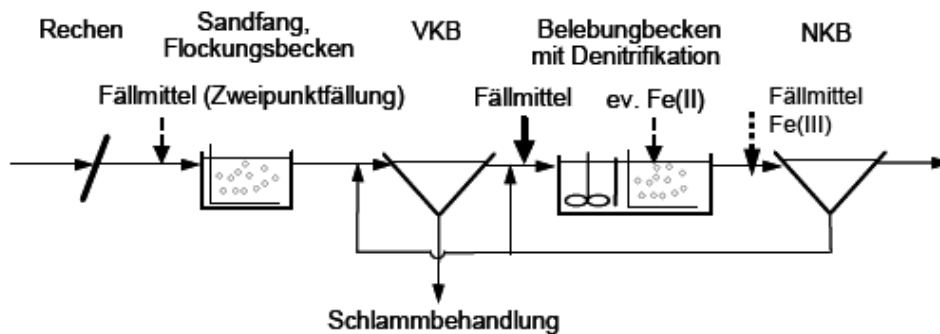 Rechen
Sandfang,
Flockungsbecken
VKB
Belebungbecken
mit Denitrifikation
NKB
Fällmittel (Zweipunktfällung)
Fällmittel
ev. Fe(II)
Fällmittel
Fe(III)
Schlammbehandlung